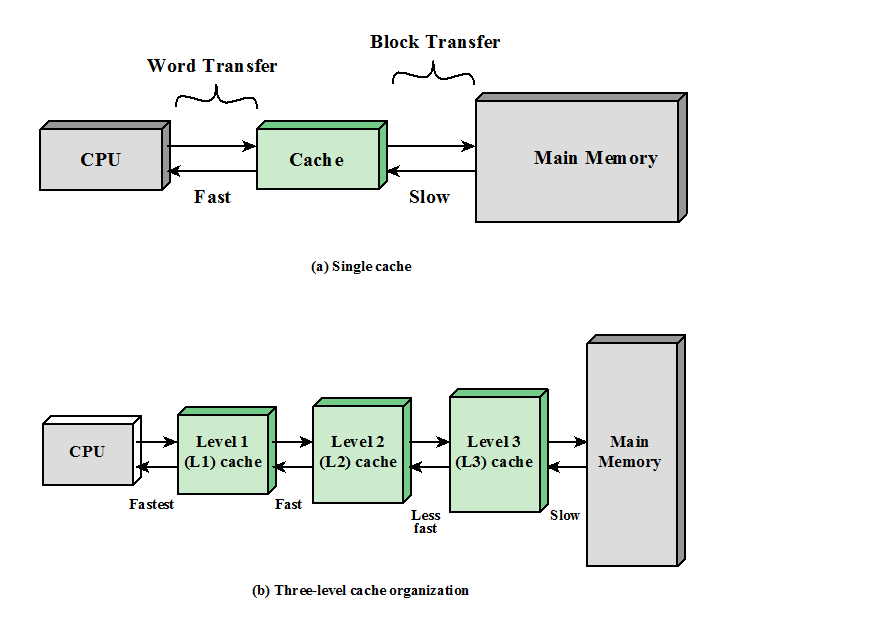 Block Transfer
Word Transfer
CPU
Cache
Main Memory
Fast
Slow
(a) Single cache
CPU
Level 1
(L1) cache
Level 2
(L2) cache
Level 3
(L3) cache
Main
Memory
Fastest
Fast
Less
fast
Slow
(b) Three-level cache organization